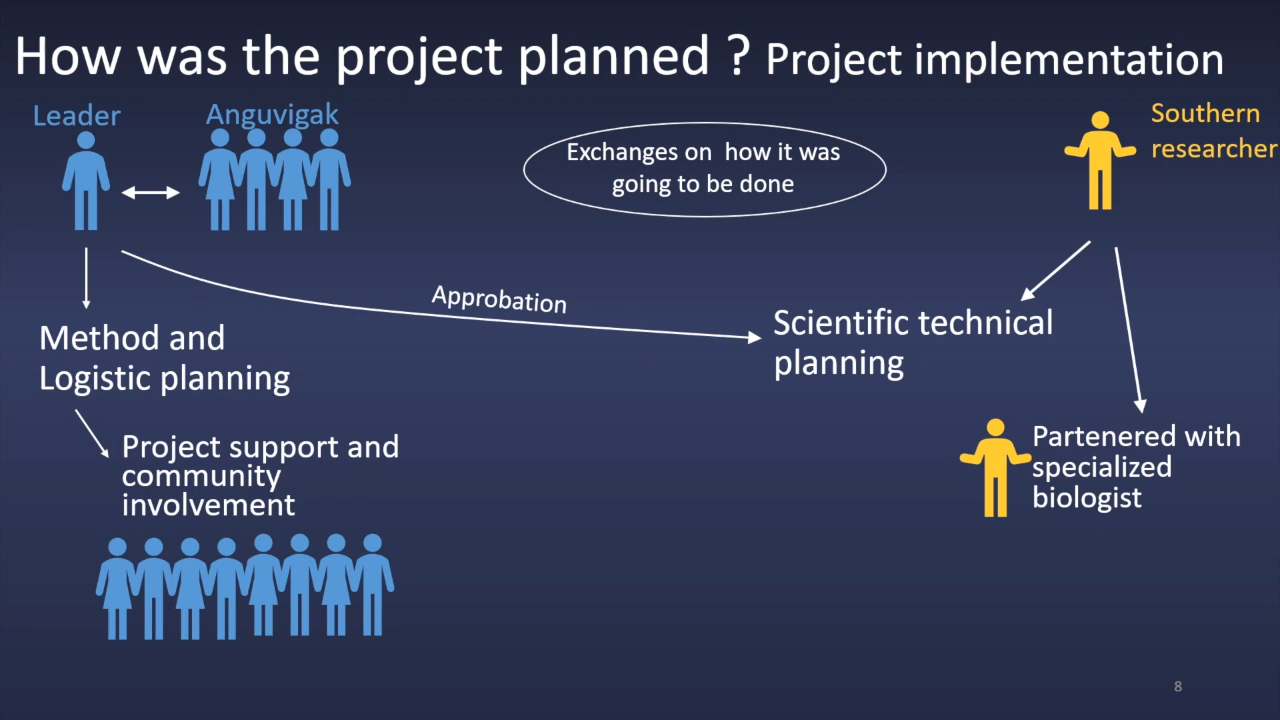 How was the project planned ? Project implementation
Leader
Anguvigak
Southern
researcher
Exchanges on how it was
going to be done
Approbation
Method and
Logistic planning
Scientific technical
planning
Project support and
community
involvement
Partenered with
specialized
biologist
8